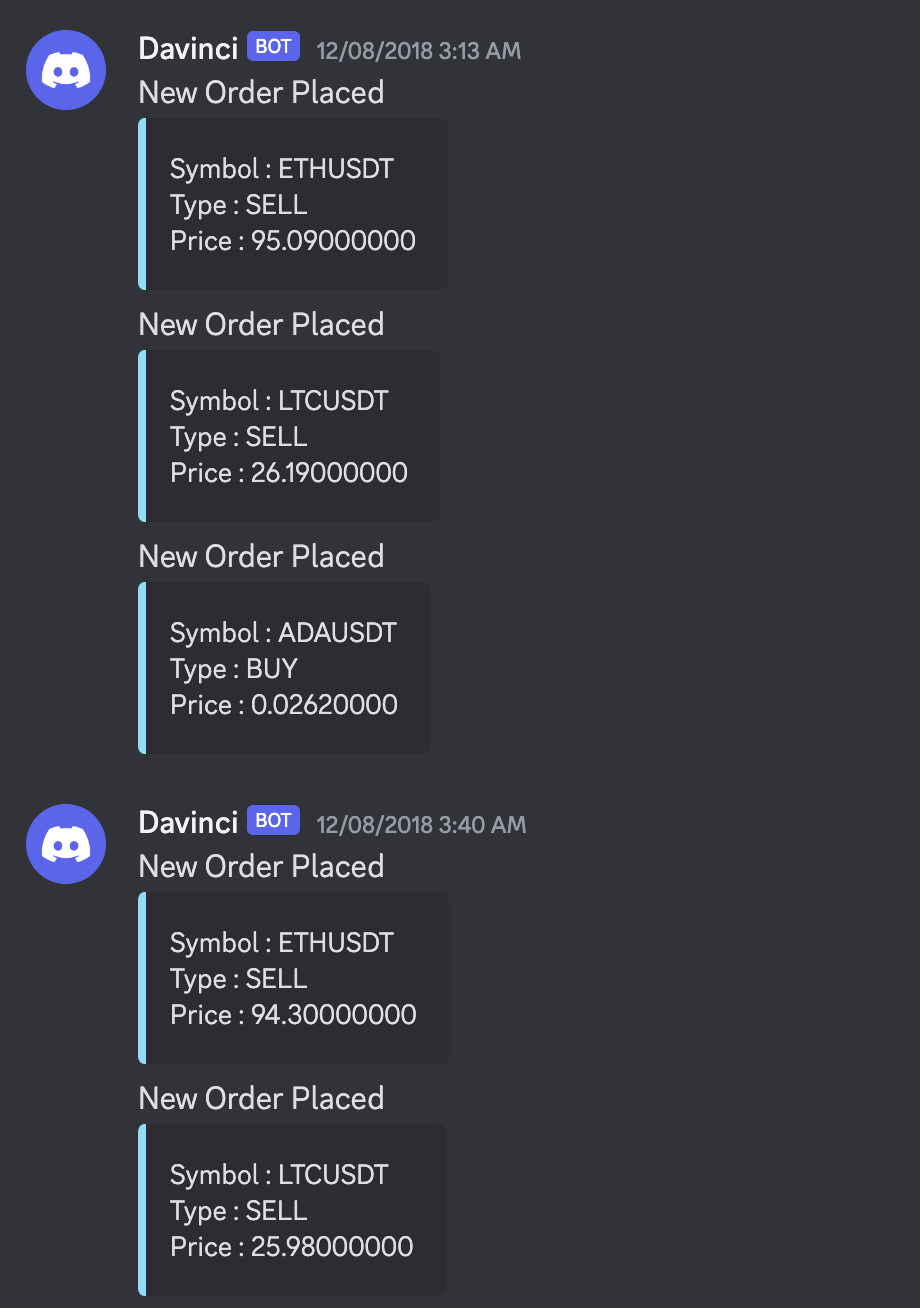 Davinci BOT 12/08/2018 3:13 AM
New Order Placed
Symbol : ETHUSDT
Type : SELL
Price : 95.09000000
New Order Placed
Symbol : LTCUSDT
Type : SELL
Price : 26.19000000
New Order Placed
Symbol : ADAUSDT
Type : BUY
Price : 0.02620000
Davinci BOT 12/08/2018 3:40 AM
New Order Placed
Symbol : ETHUSDT
Type : SELL
Price : 94.30000000
New Order Placed
Symbol : LTCUSDT
Type : SELL
Price : 25.98000000